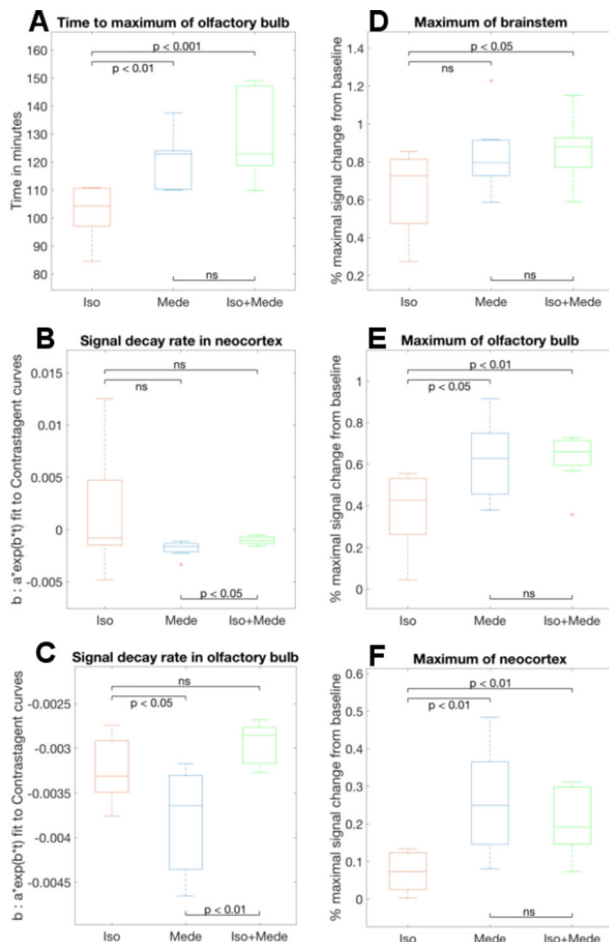 A
Time to maximum of olfactory bulb
p < 0.001
p < 0.01
160
150
140
130
120
110
100
90
80
Time in minutes
ns
Iso Mede Iso+Mede
B
Signal decay rate in neocortex
ns
ns
0.015
0.01
0.005
0
-0.005
b : a*exp(b*t) fit to Contrastagent curves
p < 0.05
Iso Mede Iso+Mede
C
Signal decay rate in olfactory bulb
ns
p < 0.05
-0.0025
-0.003
-0.0035
-0.004
-0.0045
b : a*exp(b*t) fit to Contrastagent curves
p < 0.01
Iso Mede Iso+Mede
D
Maximum of brainstem
p < 0.05
ns
1.4
1.2
1
0.8
0.6
0.4
0.2
% maximal signal change from baseline
ns
Iso Mede Iso+Mede
E
Maximum of olfactory bulb
p < 0.01
p < 0.05
1
0.8
0.6
0.4
0.2
0
% maximal signal change from baseline
ns
Iso Mede Iso+Mede
F
Maximum of neocortex
p < 0.01
p < 0.01
0.6
0.5
0.4
0.3
0.2
0.1
0
% maximal signal change from baseline
ns
Iso Mede Iso+Mede